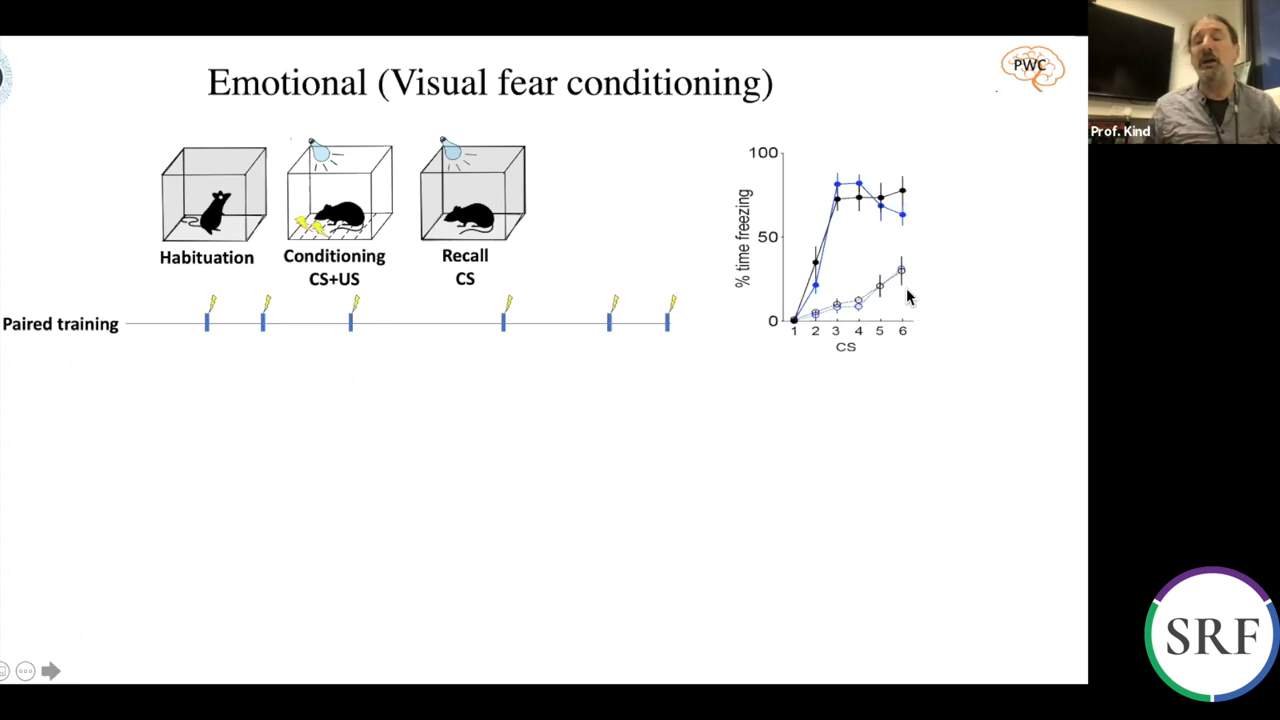 Emotional (Visual fear conditioning)
PWC
Prof. Kind
Habituation
Conditioning
CS+US
Recall
CS
Paired training
% time freezing
100
50
0
1 2 3 4 5 6
CS
SRF